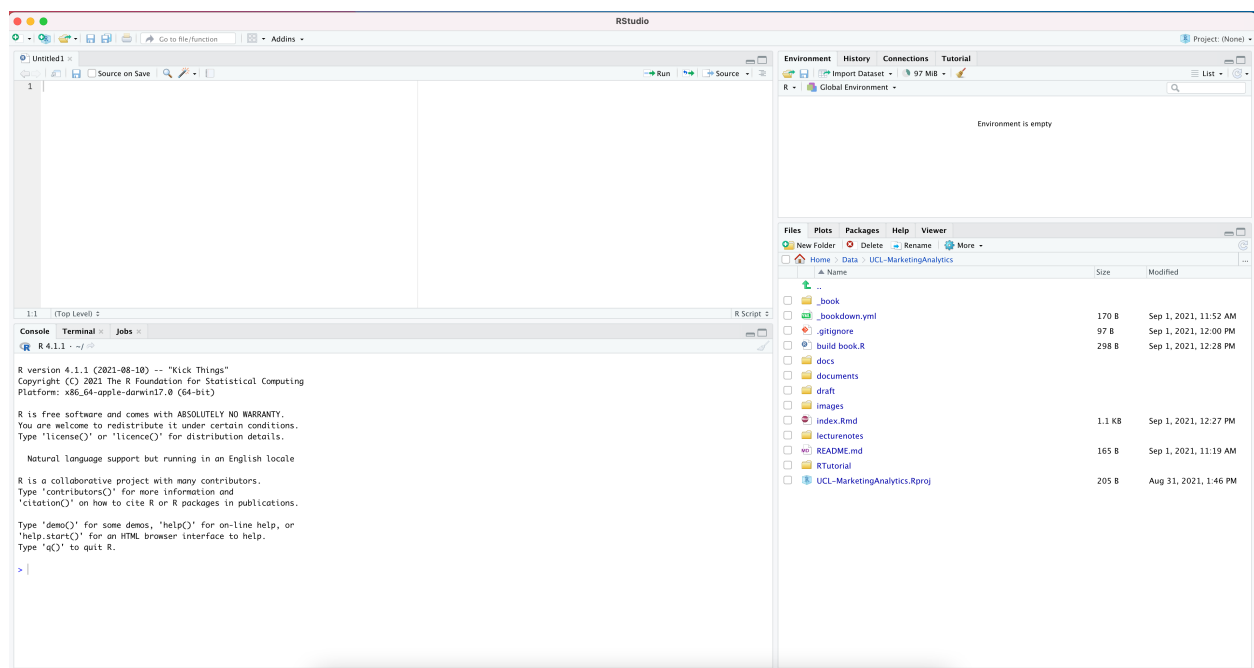 RStudio
Go to file/function Addins Project: (None)
Untitled1
Source on Save Run Source
1
1:1 (Top Level) R Script
Console Terminal Jobs
R 4.1.1 · ~/
R version 4.1.1 (2021-08-10) -- "Kick Things"
Copyright (C) 2021 The R Foundation for Statistical Computing
Platform: x86_64-apple-darwin17.0 (64-bit)
R is free software and comes with ABSOLUTELY NO WARRANTY.
You are welcome to redistribute it under certain conditions.
Type 'license()' or 'licence()' for distribution details.
Natural language support but running in an English locale
R is a collaborative project with many contributors.
Type 'contributors()' for more information and
'citation()' on how to cite R or R packages in publications.
Type 'demo()' for some demos, 'help()' for on-line help, or
'help.start()' for an HTML browser interface to help.
Type 'q()' to quit R.
>
Environment History Connections Tutorial
Import Dataset 97 MiB List
R Global Environment
Environment is empty
Files Plots Packages Help Viewer
New Folder Delete Rename More
Home > Data > UCL-MarketingAnalytics ...
Name Size Modified
..
_book
_bookdown.yml 170 B Sep 1, 2021, 11:52 AM
.gitignore 97 B Sep 1, 2021, 12:00 PM
build book.R 298 B Sep 1, 2021, 12:28 PM
docs
documents
draft
images
index.Rmd 1.1 KB Sep 1, 2021, 12:27 PM
lecturenotes
README.md 165 B Sep 1, 2021, 11:19 AM
RTutorial
UCL-MarketingAnalytics.Rproj 205 B Aug 31, 2021, 1:46 PM